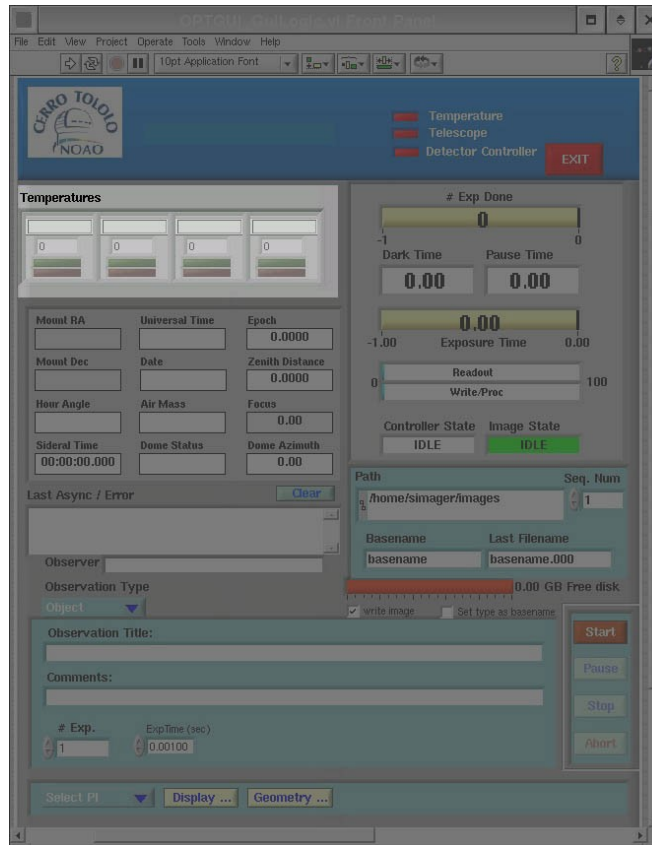 OPTGUI_GplLogic.vi Front Panel
File Edit View Project Operate Tools Window Help
10pt Application Font
CERRO TOLOLO
NOAO
Temperature
Telescope
Detector Controller
EXIT
Temperatures
0 0 0 0
# Exp Done
0
-1 0
Dark Time Pause Time
0.00 0.00
0.00
-1.00 Exposure Time 0.00
Readout
0 100
Write/Proc
Controller State Image State
IDLE IDLE
Mount RA Universal Time Epoch
0.0000
Mount Dec Date Zenith Distance
0.0000
Hour Angle Air Mass Focus
0.00
Sideral Time Dome Status Dome Azimuth
00:00:00.000 0.00
Path Seq. Num
/home/simager/images 1
Basename Last Filename
basename basename.000
Last Async / Error Clear
Observer
0.00 GB Free disk
write image Set type as basename
Observation Type
Object
Observation Title:
Comments:
# Exp. ExpTime (sec)
1 0.00100
Start
Pause
Stop
Abort
Select PI Display ... Geometry ...